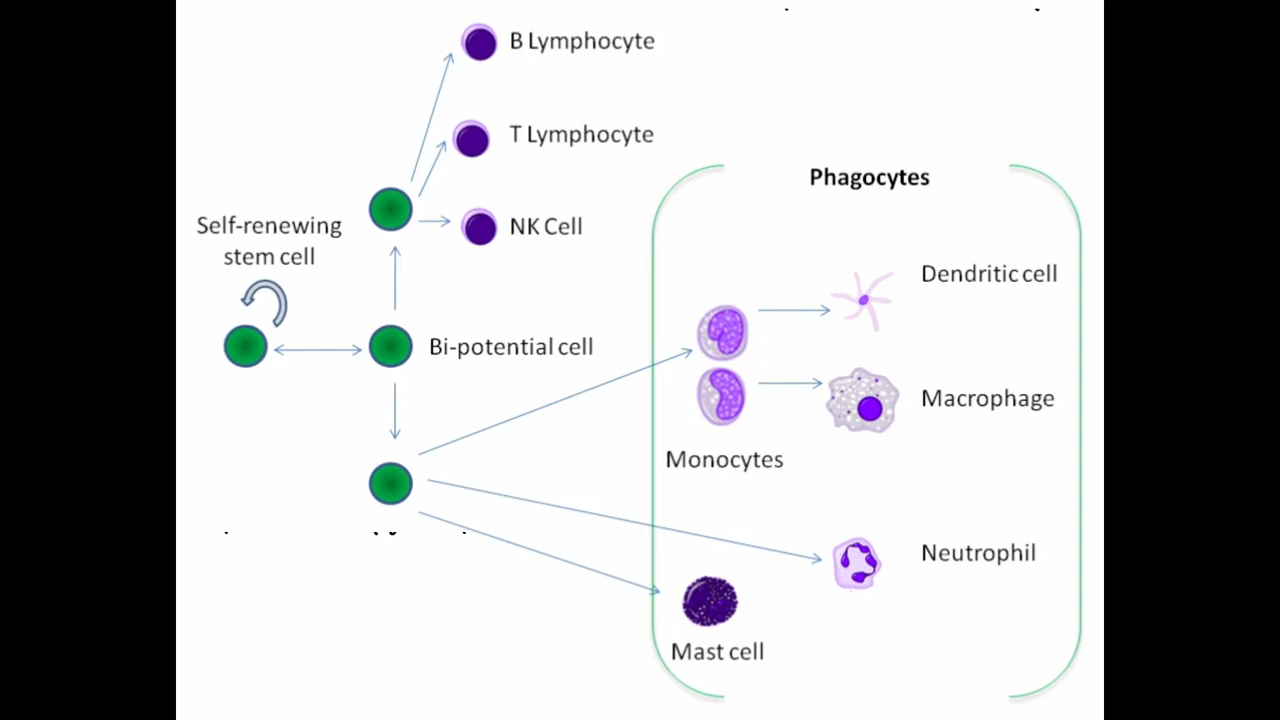 B Lymphocyte
T Lymphocyte
Phagocytes
Self-renewing
stem cell
NK Cell
Dendritic cell
Bi-potential cell
Macrophage
Monocytes
Neutrophil
Mast cell